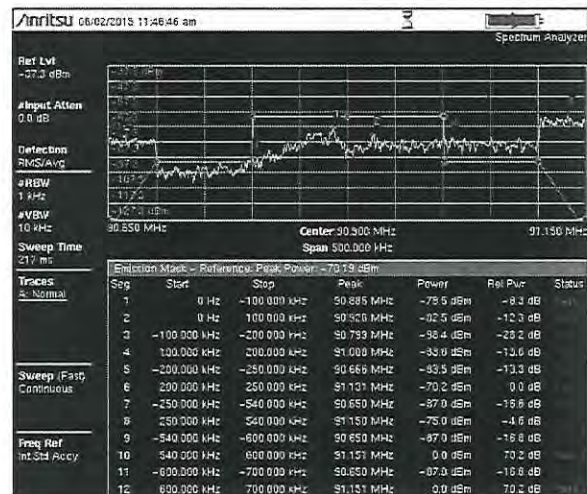 Anritsu 06/02/2013 11:46:46 am
Spectrum Analyzer
Ref Lvl
-37.3 dBm
#Input Atten
0.0 dB
Detection
RMS/Avg
#RBW
1 kHz
#VBW
10 kHz
Sweep Time
217 ms
Traces
A: Normal
Sweep (Fast)
Continuous
Freq Ref
Int Std Accy
90.650 MHz
Center 90.900 MHz
91.150 MHz
Span 500.000 kHz
Emission Mask - Reference: Peak Power: -70.19 dBm
Seg Start Stop Peak Power Rel Pwr Status
1 0 Hz -100.000 kHz 90.885 MHz -78.5 dBm -8.3 dB
2 0 Hz 100.000 kHz 90.920 MHz -82.5 dBm -12.3 dB
3 -100.000 kHz -200.000 kHz 90.793 MHz -98.4 dBm -28.2 dB
4 100.000 kHz 200.000 kHz 91.008 MHz -83.8 dBm -13.6 dB
5 -200.000 kHz -250.000 kHz 90.666 MHz -83.5 dBm -13.3 dB
6 200.000 kHz 250.000 kHz 91.131 MHz -70.2 dBm 0.0 dB
7 -250.000 kHz -540.000 kHz 90.650 MHz -87.0 dBm -16.8 dB
8 250.000 kHz 540.000 kHz 91.150 MHz -75.0 dBm -4.8 dB
9 -540.000 kHz -600.000 kHz 90.650 MHz -87.0 dBm -16.8 dB
10 540.000 kHz 600.000 kHz 91.151 MHz 0.0 dBm 70.2 dB
11 -600.000 kHz -700.000 kHz 90.650 MHz -87.0 dBm -16.8 dB
12 600.000 kHz 700.000 kHz 91.151 MHz 0.0 dBm 70.2 dB